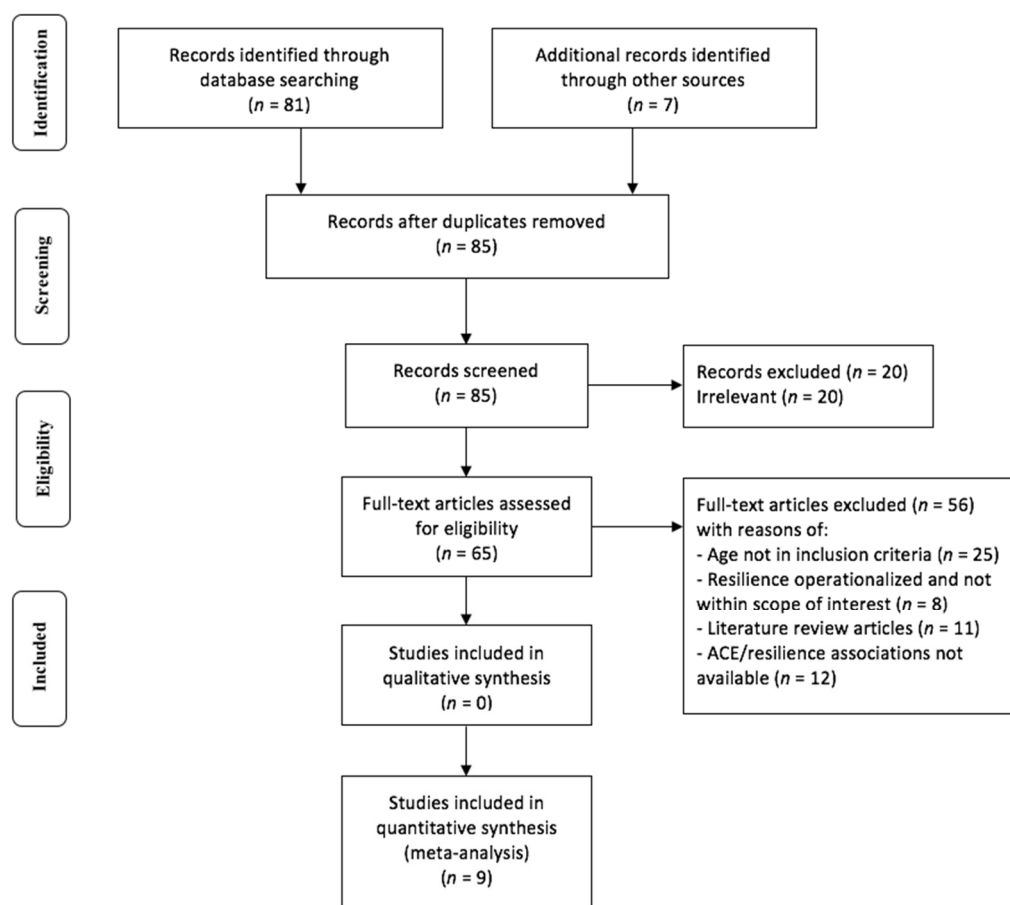 Identification
Records identified through
database searching
(n = 81)
Additional records identified
through other sources
(n = 7)
Screening
Records after duplicates removed
(n = 85)
Records screened
(n = 85)
Records excluded (n = 20)
Irrelevant (n = 20)
Eligibility
Full-text articles assessed
for eligibility
(n = 65)
Full-text articles excluded (n = 56)
with reasons of:
- Age not in inclusion criteria (n = 25)
- Resilience operationalized and not
within scope of interest (n = 8)
- Literature review articles (n = 11)
- ACE/resilience associations not
available (n = 12)
Included
Studies included in
qualitative synthesis
(n = 0)
Studies included in
quantitative synthesis
(meta-analysis)
(n = 9)